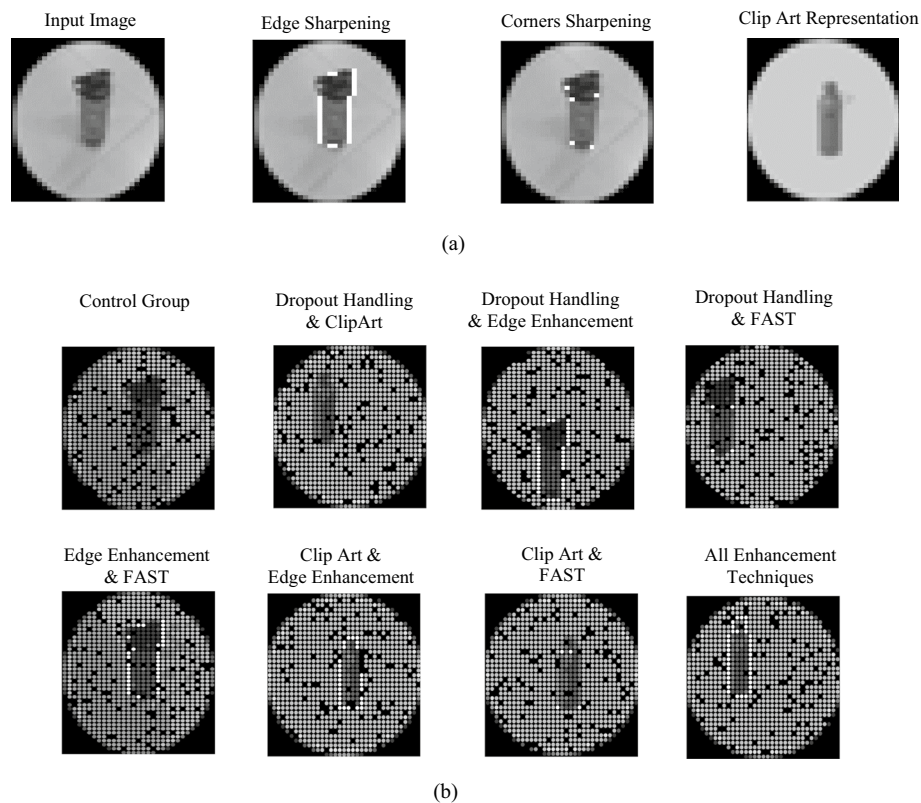 Input Image
Edge Sharpening
Corners Sharpening
Clip Art Representation
(a)
Control Group
Dropout Handling
& ClipArt
Dropout Handling
& Edge Enhancement
Dropout Handling
& FAST
Edge Enhancement
& FAST
Clip Art &
Edge Enhancement
Clip Art &
FAST
All Enhancement
Techniques
(b)